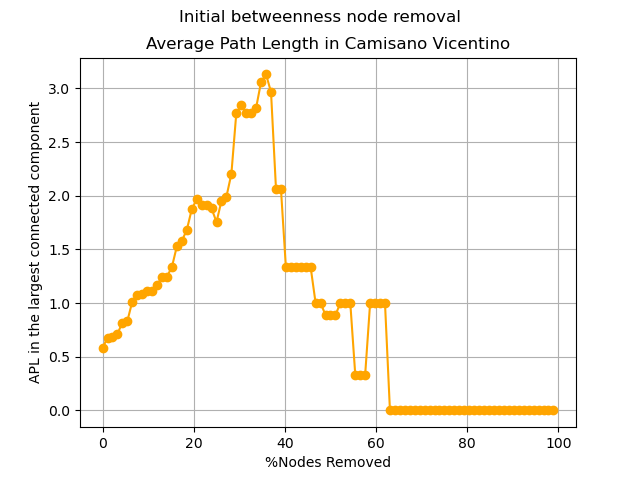 Initial betweenness node removal
Average Path Length in Camisano Vicentino
APL in the largest connected component
3.0
2.5
2.0
1.5
1.0
0.5
0.0
0 20 40 60 80 100
%Nodes Removed